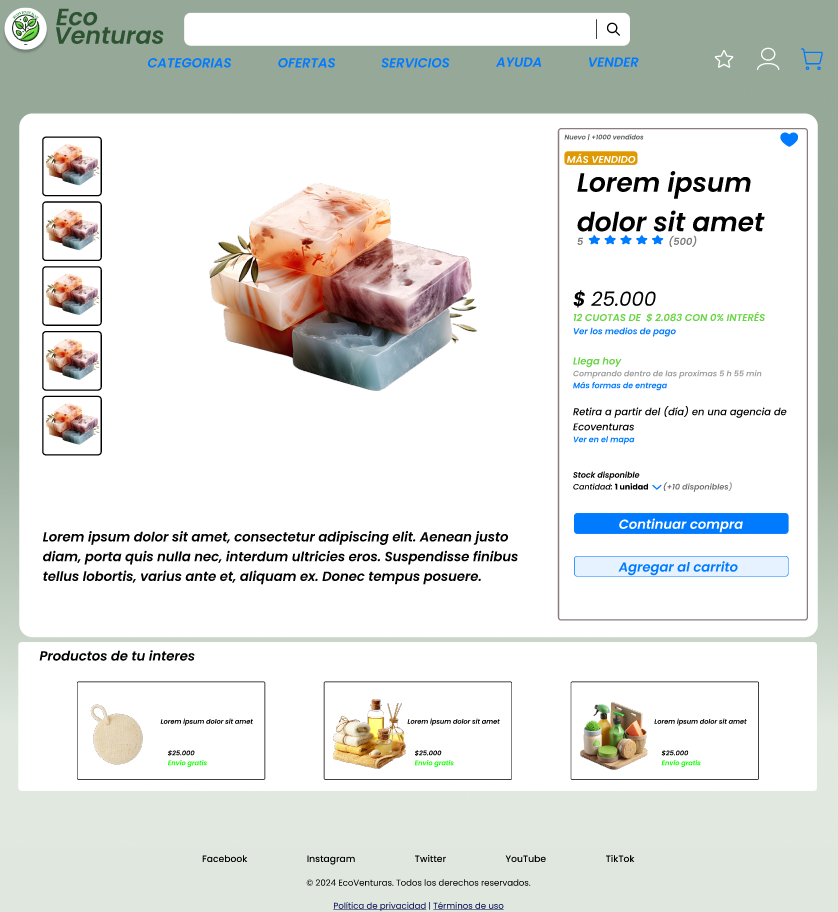 Eco
Venturas
CATEGORIAS OFERTAS SERVICIOS AYUDA VENDER
Nuevo | +1000 vendidos
MÁS VENDIDO
Lorem ipsum
dolor sit amet
5 (500)
$ 25.000
12 CUOTAS DE $ 2.083 CON 0% INTERÉS
Ver los medios de pago
Llega hoy
Comprando dentro de las proximas 5 h 55 min
Más formas de entrega
Retira a partir del (día) en una agencia de
Ecoventuras
Ver en el mapa
Stock disponible
Cantidad: 1 unidad (+10 disponibles)
Continuar compra
Agregar al carrito
Lorem ipsum dolor sit amet, consectetur adipiscing elit. Aenean justo
diam, porta quis nulla nec, interdum ultricies eros. Suspendisse finibus
tellus lobortis, varius ante et, aliquam ex. Donec tempus posuere.
Productos de tu interes
Lorem ipsum dolor sit amet
$25.000
Envío gratis
Lorem ipsum dolor sit amet
$25.000
Envío gratis
Lorem ipsum dolor sit amet
$25.000
Envío gratis
Facebook Instagram Twitter YouTube TikTok
© 2024 EcoVenturas. Todos los derechos reservados.
Política de privacidad | Términos de uso